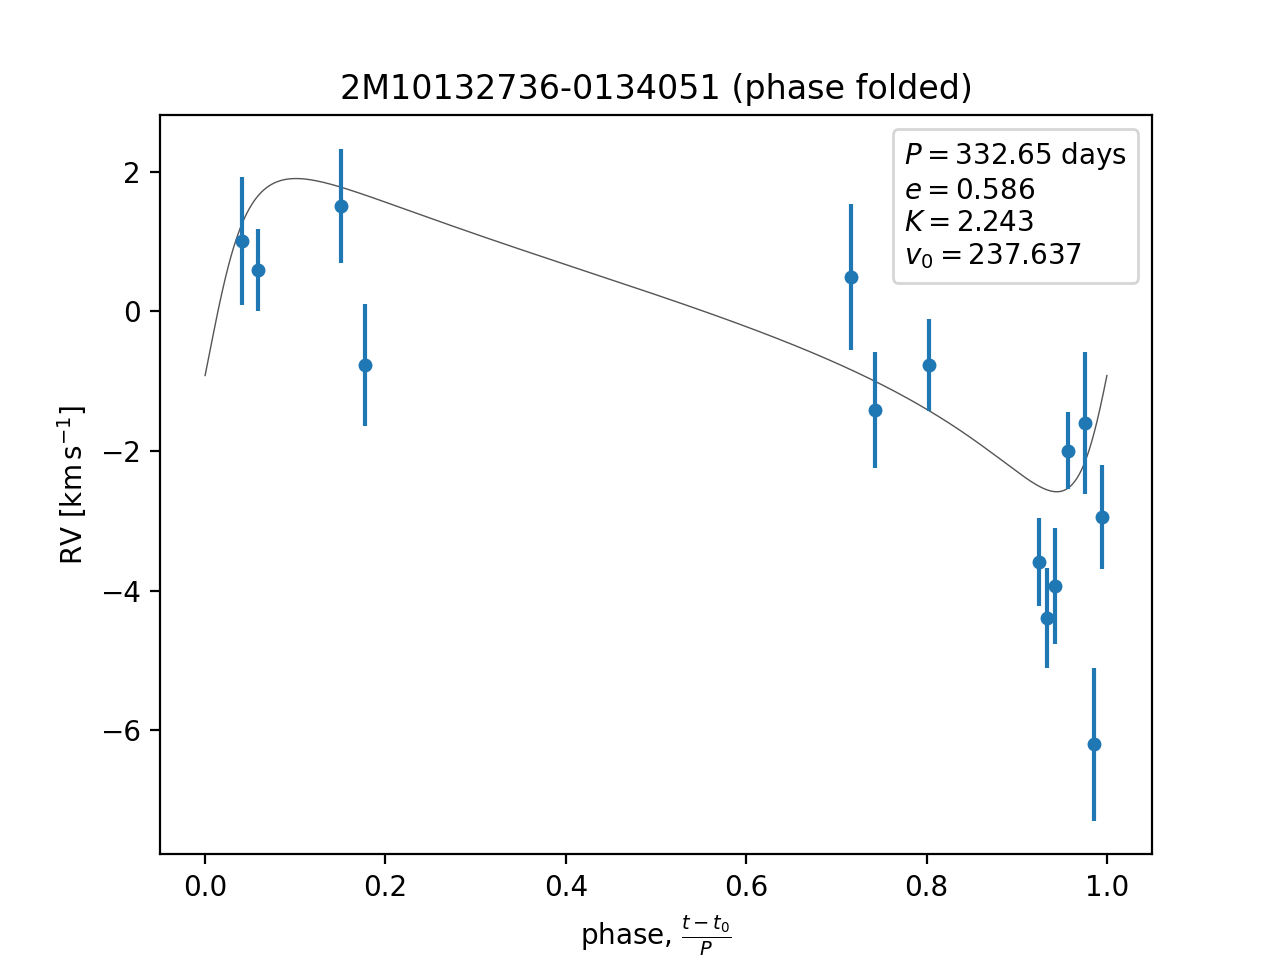 2M10132736-0134051 (phase folded)
P = 332.65 days
e = 0.586
K = 2.243
v₀ = 237.637
2
0
−2
−4
−6
RV [km s⁻¹]
0.0 0.2 0.4 0.6 0.8 1.0
phase, (t − t₀)/P